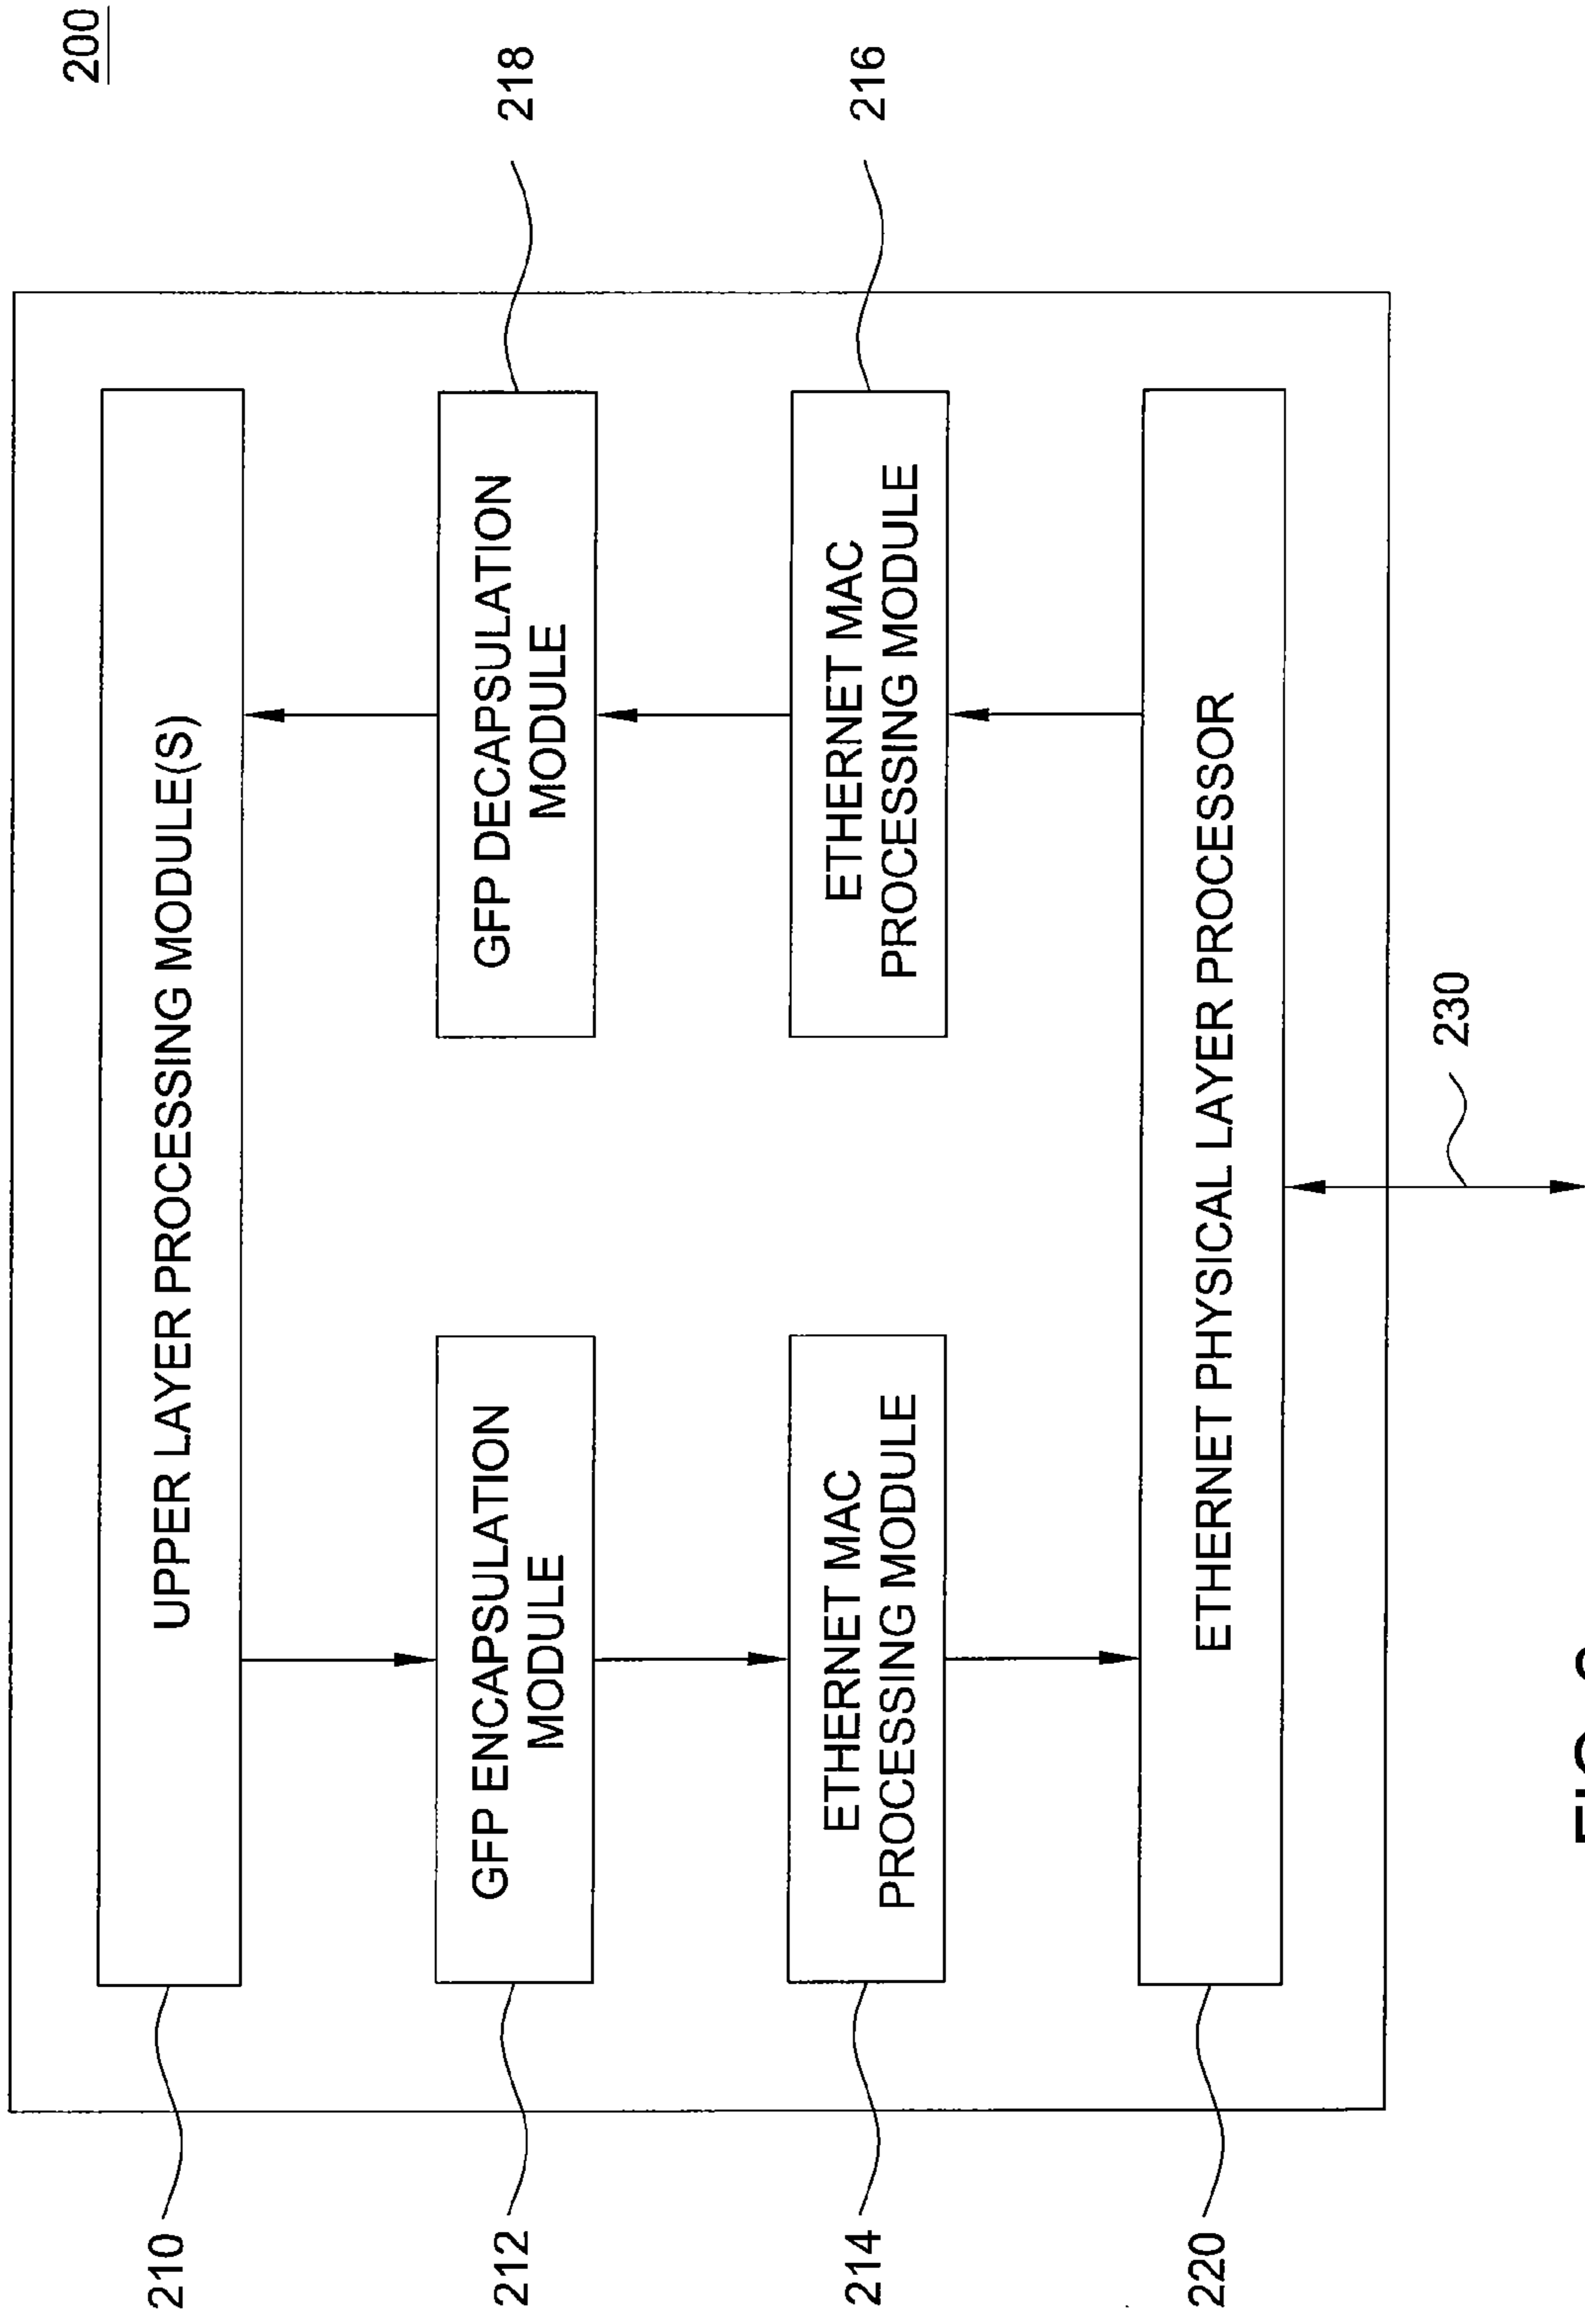 200
210
UPPER LAYER PROCESSING MODULE(S)
212
GFP ENCAPSULATION
MODULE
GFP DECAPSULATION
MODULE
218
214
ETHERNET MAC
PROCESSING MODULE
ETHERNET MAC
PROCESSING MODULE
216
220
ETHERNET PHYSICAL LAYER PROCESSOR
230